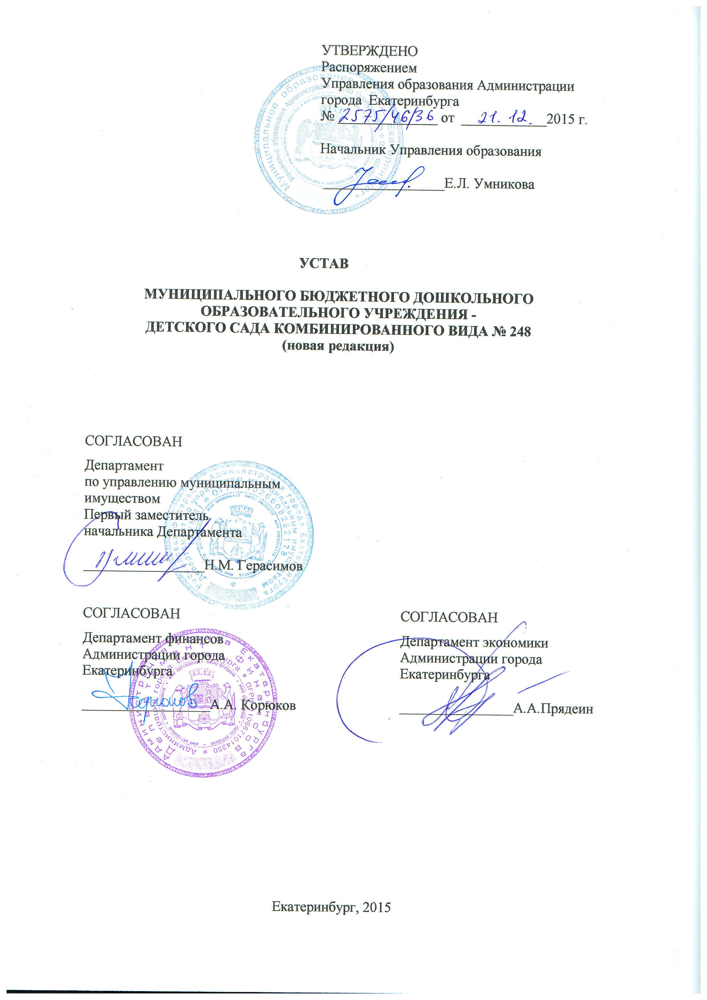 УТВЕРЖДЕНО
Распоряжением
Управления образования Администрации
города Екатеринбурга
№ 2575/46/36 от 21. 12. 2015 г.
Начальник Управления образования
Е.Л. Умникова
УСТАВ
МУНИЦИПАЛЬНОГО БЮДЖЕТНОГО ДОШКОЛЬНОГО
ОБРАЗОВАТЕЛЬНОГО УЧРЕЖДЕНИЯ -
ДЕТСКОГО САДА КОМБИНИРОВАННОГО ВИДА № 248
(новая редакция)
СОГЛАСОВАН
Департамент
по управлению муниципальным
имуществом
Первый заместитель
начальника Департамента
Н.М. Герасимов
СОГЛАСОВАН
Департамент финансов
Администрации города
Екатеринбурга
А.А. Корюков
СОГЛАСОВАН
Департамент экономики
Администрации города
Екатеринбурга
А.А.Прядеин
Екатеринбург, 2015